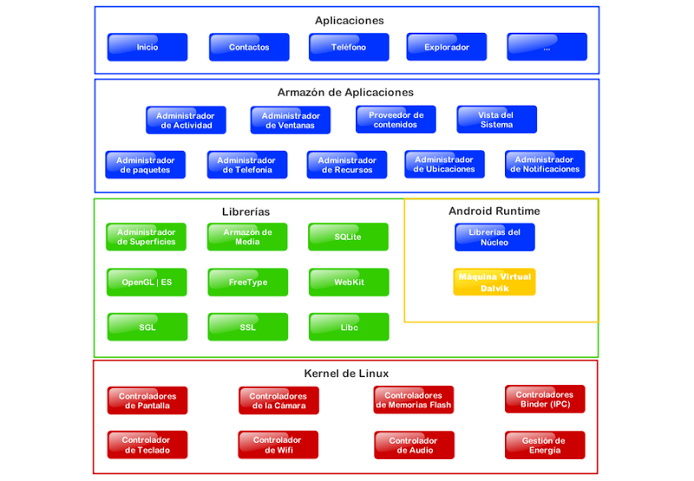 Aplicaciones
Inicio
Contactos
Teléfono
Explorador
...
Armazón de Aplicaciones
Administrador
de Actividad
Administrador
de Ventanas
Proveedor de
contenidos
Vista del
Sistema
Administrador
de paquetes
Administrador
de Telefonía
Administrador
de Recursos
Administrador
de Ubicaciones
Administrador
de Notificaciones
Librerías
Administrador
de Superficies
Armazón de
Media
SQLite
OpenGL | ES
FreeType
WebKit
SGL
SSL
Libc
Android Runtime
Librerías del
Núcleo
Máquina Virtual
Dalvik
Kernel de Linux
Controladores
de Pantalla
Controladores
de la Cámara
Controladores
de Memorias Flash
Controladores
Binder (IPC)
Controlador
de Teclado
Controlador
de Wifi
Controlador
de Audio
Gestión de
Energía